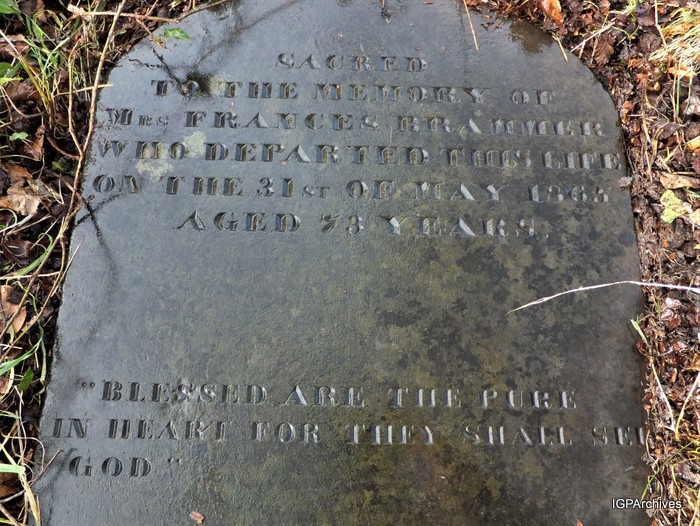 SACRED
TO THE MEMORY OF
MRS FRANCES BRAMMER
WHO DEPARTED THIS LIFE
ON THE 31ST OF MAY 1865
AGED 73 YEARS.
"BLESSED ARE THE PURE
IN HEART FOR THEY SHALL SEE
GOD"
IGPArchives